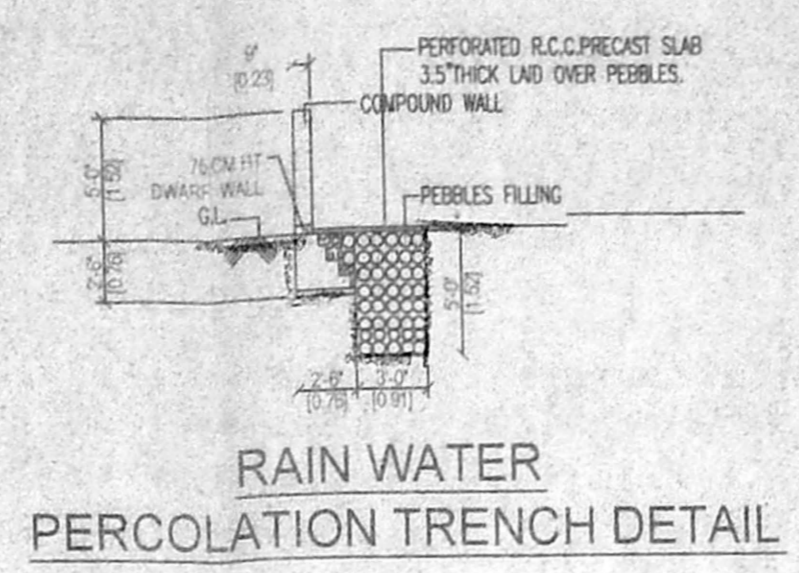 9"
[0.23]
PERFORATED R.C.C.PRECAST SLAB
3.5"THICK LAID OVER PEBBLES.
COMPOUND WALL
5'-0"
[1.52]
76 CM HT
DWARF WALL
G.L.
PEBBLES FILLING
2'-6"
[0.76]
5'-0"
[1.52]
2'-6"
[0.76]
3-0"
[0.91]
RAIN WATER
PERCOLATION TRENCH DETAIL